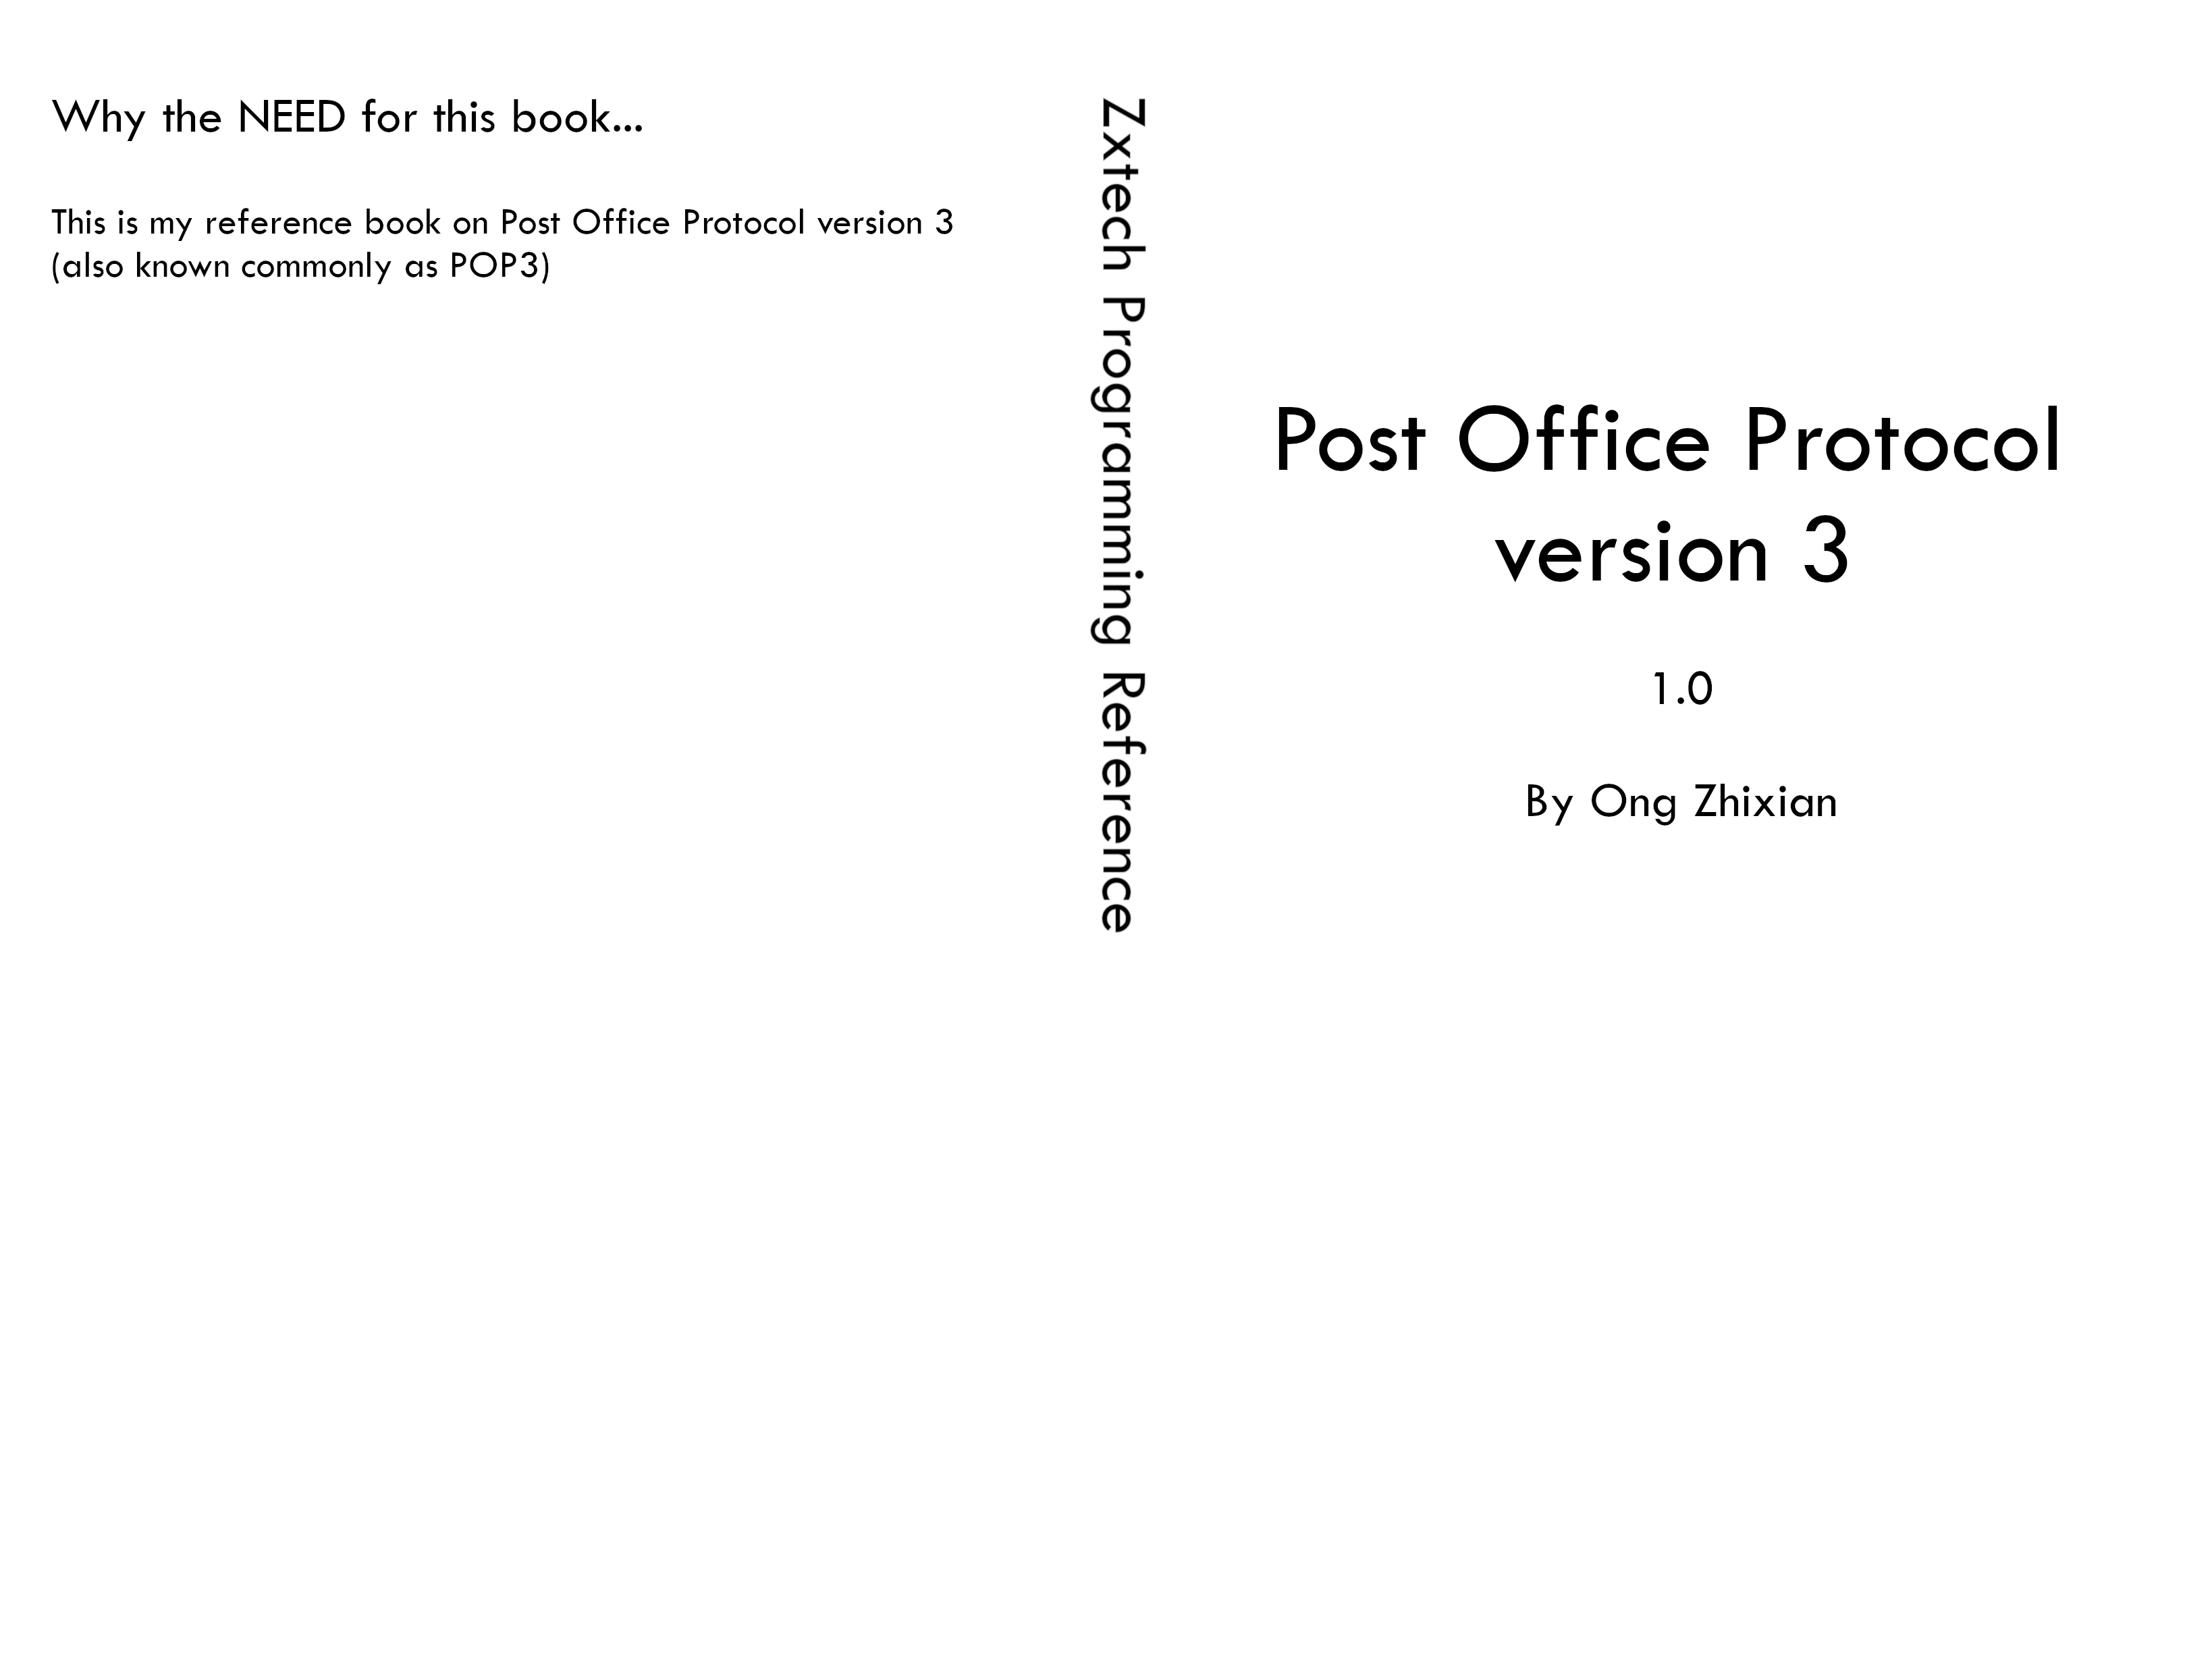 Why the NEED for this book...
This is my reference book on Post Office Protocol version 3
(also known commonly as POP3)
Zxtech Programming Reference
Post Office Protocol
version 3
1.0
By Ong Zhixian